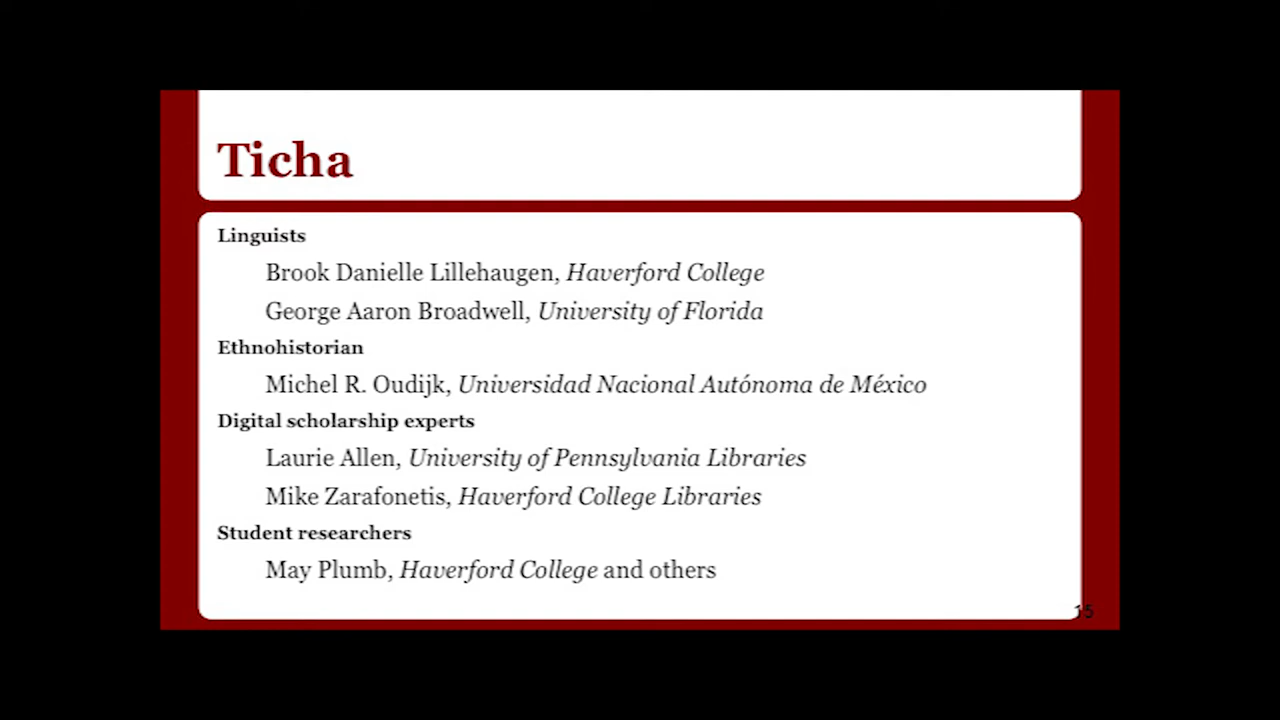 Ticha
Linguists
Brook Danielle Lillehaugen, Haverford College
George Aaron Broadwell, University of Florida
Ethnohistorian
Michel R. Oudijk, Universidad Nacional Autónoma de México
Digital scholarship experts
Laurie Allen, University of Pennsylvania Libraries
Mike Zarafonetis, Haverford College Libraries
Student researchers
May Plumb, Haverford College and others
15